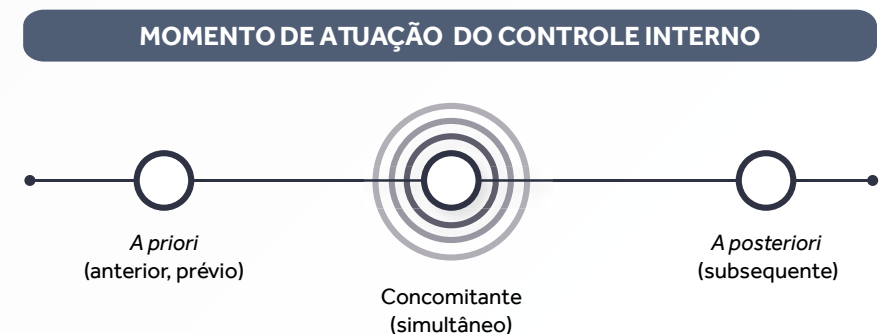 MOMENTO DE ATUAÇÃO DO CONTROLE INTERNO
A priori
(anterior, prévio)
Concomitante
(simultâneo)
A posteriori
(subsequente)